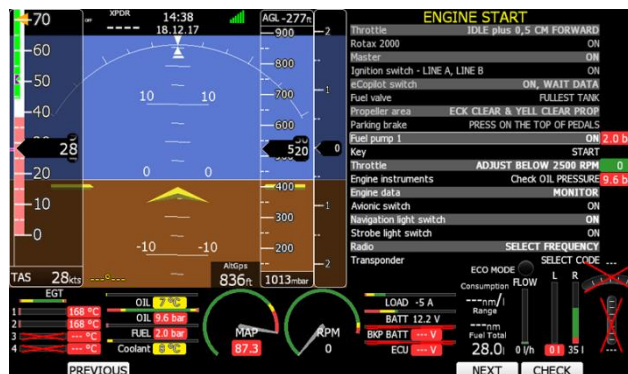 XPDR 14:38 AGL -277ft ENGINE START
18.12.17
Throttle IDLE plus 0,5 CM FORWARD
Rotax 2000 ON
Master ON
Ignition switch - LINE A, LINE B ON
eCopilot switch ON, WAIT DATA
Fuel valve FULLEST TANK
Propeller area ECK CLEAR & YELL CLEAR PROP
Parking brake PRESS ON THE TOP OF PEDALS
Fuel pump 1 ON 2.0 b
Key START
Throttle ADJUST BELOW 2500 RPM 0
Engine instruments Check OIL PRESSURE 9.6 b
Engine data MONITOR
Avionic switch ON
Navigation light switch ON
Strobe light switch ON
Radio SELECT FREQUENCY
Transponder SELECT CODE ---
70
60
50
40
28
20
10
0
10 10
0 0
-10 -10
900
800
700
600
520
400
300
200
2
1
0
-1
-2
TAS 28kts
---°C
AltGps
836ft
1013mbar
EGT
1 168 °C
2 168 °C
3 --- °C
4 --- °C
OIL 7 °C
OIL 9.6 bar
FUEL 2.0 bar
Coolant 8 °C
MAP
87.3
RPM
0
LOAD -5 A
BATT 12.2 V
BKP BATT --- V
ECU --- V
ECO MODE
Consumption
---nm/l
Range
---nm
Fuel Total
28.0l
FLOW L R
0 l/h 0 l 35 l
PREVIOUS NEXT CHECK